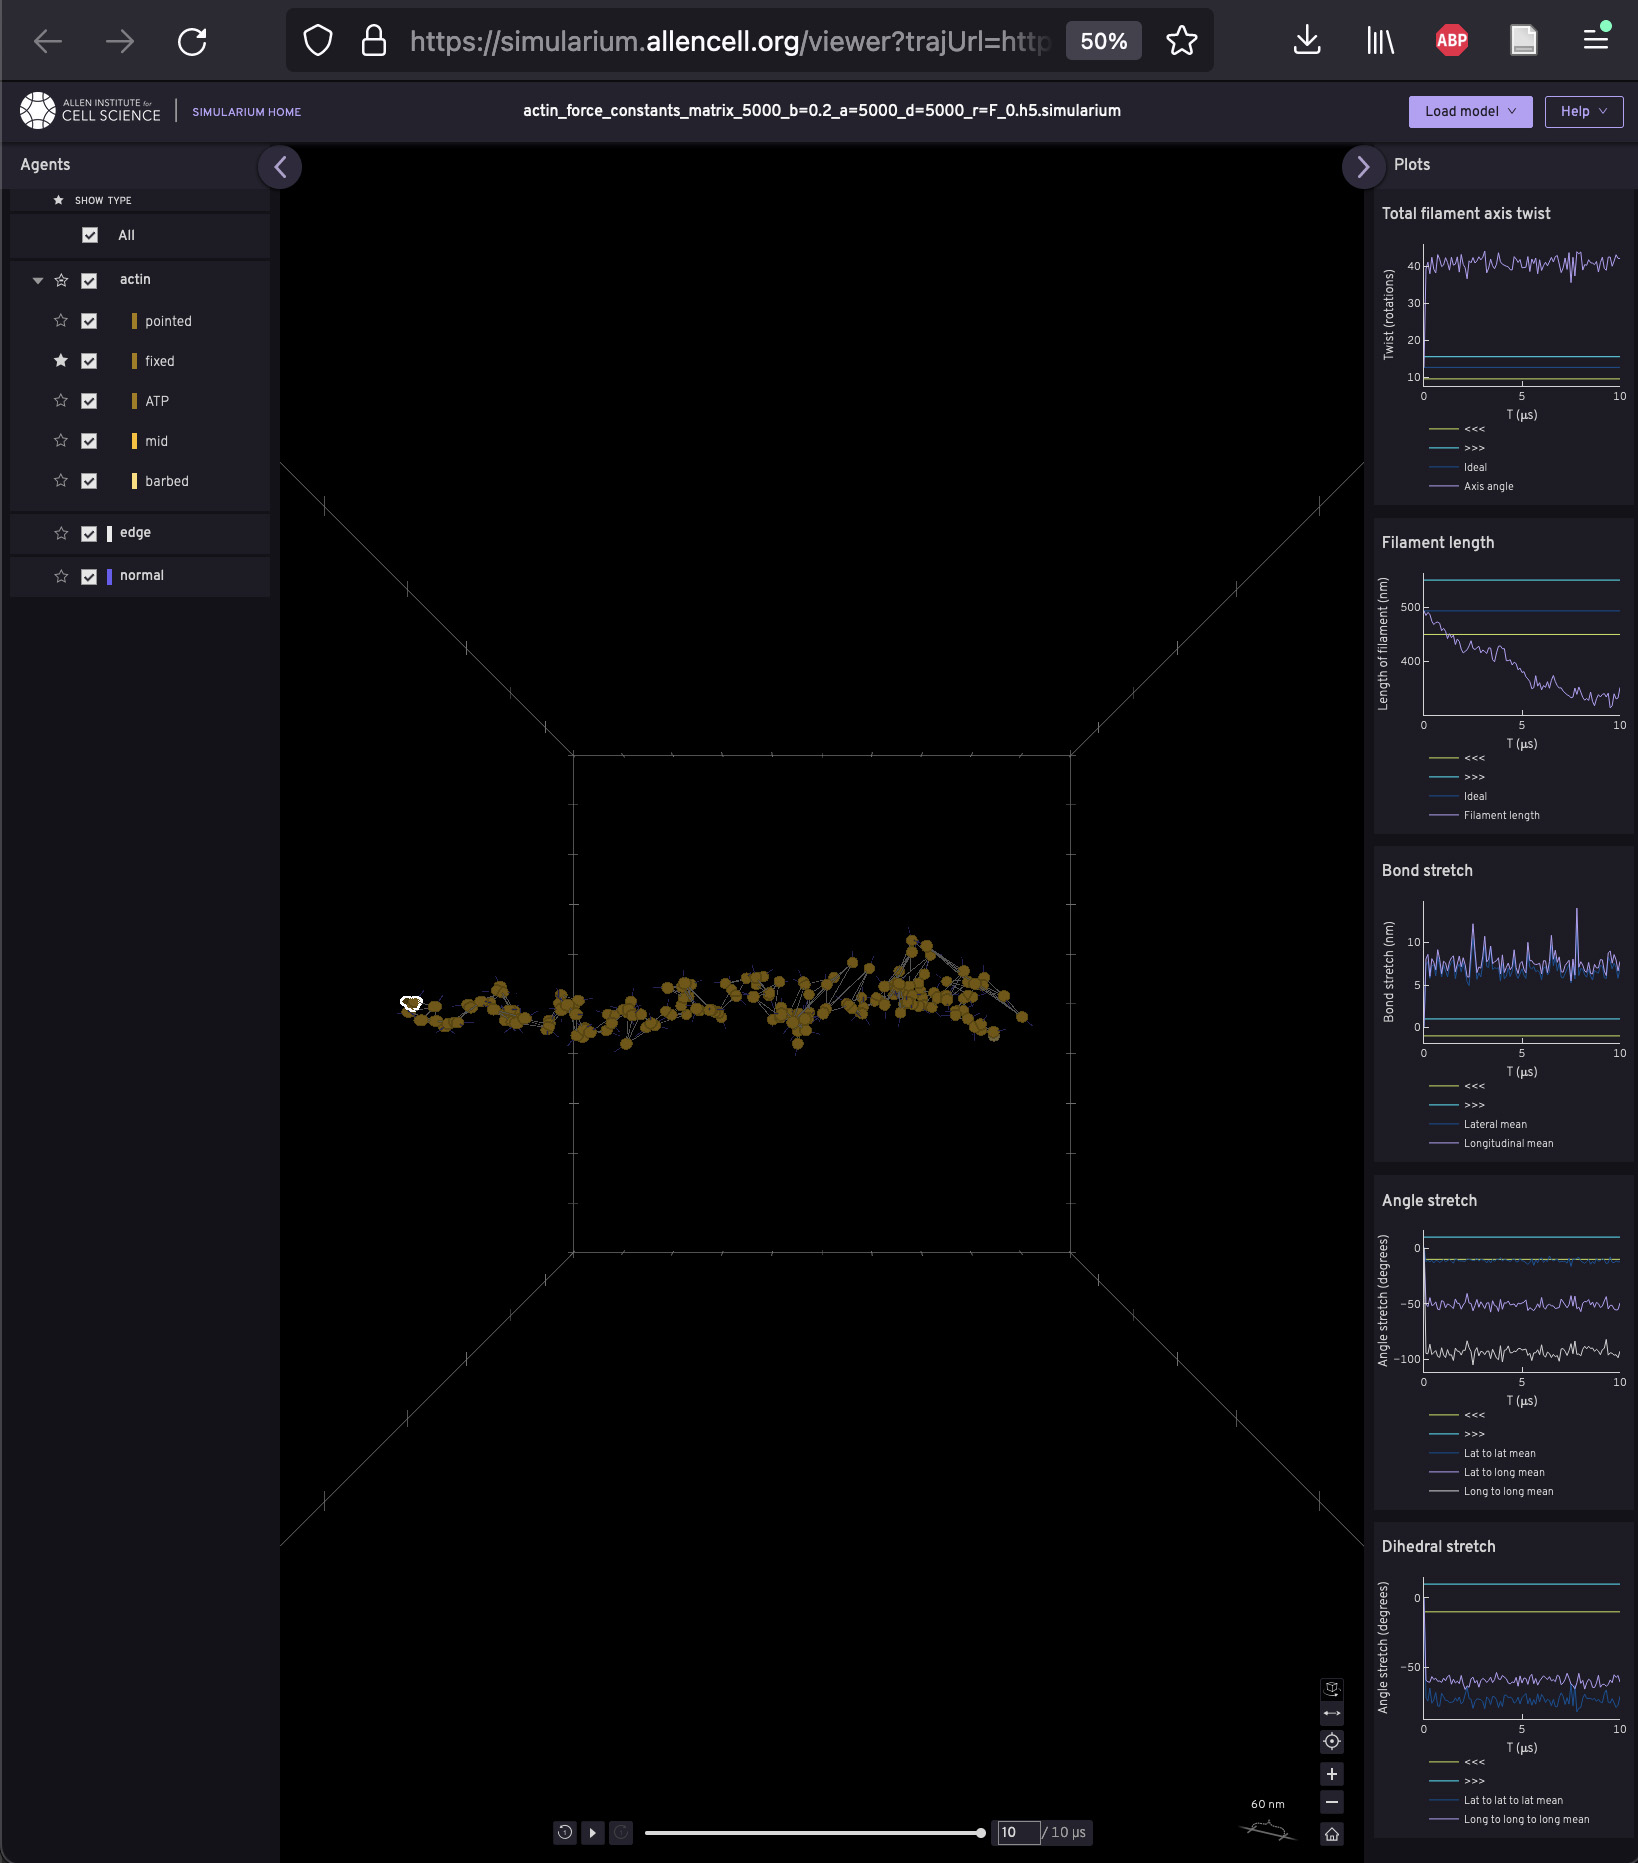 https://simularium.allencell.org/viewer?trajUrl=http
50%
ABP
ALLEN INSTITUTE for
CELL SCIENCE
SIMULARIUM HOME
actin_force_constants_matrix_5000_b=0.2_a=5000_d=5000_r=F_0.h5.simularium
Load model
Help
Agents
SHOW TYPE
All
actin
pointed
fixed
ATP
mid
barbed
edge
normal
60 nm
10 / 10 µs
Plots
Total filament axis twist
Twist (rotations)
40
30
20
10
0 5 10
T (µs)
<<<
>>>
Ideal
Axis angle
Filament length
Length of filament (nm)
500
400
0 5 10
T (µs)
<<<
>>>
Ideal
Filament length
Bond stretch
Bond stretch (nm)
10
5
0
0 5 10
T (µs)
<<<
>>>
Lateral mean
Longitudinal mean
Angle stretch
Angle stretch (degrees)
0
−50
−100
0 5 10
T (µs)
<<<
>>>
Lat to lat mean
Lat to long mean
Long to long mean
Dihedral stretch
Angle stretch (degrees)
0
−50
0 5 10
T (µs)
<<<
>>>
Lat to lat to lat mean
Long to long to long mean